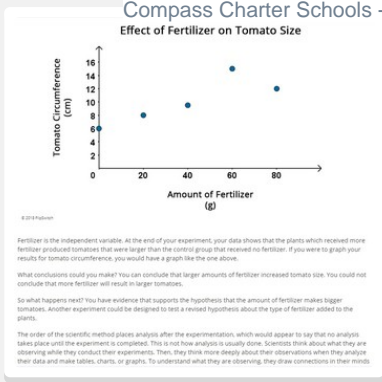 Compass Charter Schools -
Effect of Fertilizer on Tomato Size
Tomato Circumference
(cm)
16
14
12
10
8
6
4
2
0 20 40 60 80
Amount of Fertilizer
(g)
Fertilizer is the independent variable. At the end of your experiment, your data shows that the plants which received more
fertilizer produced tomatoes that were larger than the control group that received no fertilizer. If you were to graph your
results for tomato circumference, you would have a graph like the one above.
What conclusions could you make? You can conclude that larger amounts of fertilizer increased tomato size. You could not
conclude that more fertilizer will result in larger tomatoes.
So what happens next? You have evidence that supports the hypothesis that the amount of fertilize makes bigger
tomatoes. Another experiment could be designed to test a revised hypothesis about the type of fertilizer added to the
plants.
The order of the scientific method places analysis after the experimentation, which would appear to say that no analysis
takes place until the experiment is completed. This is not how analysis is usually done. Scientists think about what they are
observing while they conduct their experiments. Then, they think more deeply about their observations when they analyze
their data and make tables, charts, or graphs. To understand what they are observing, they draw connections in their minds